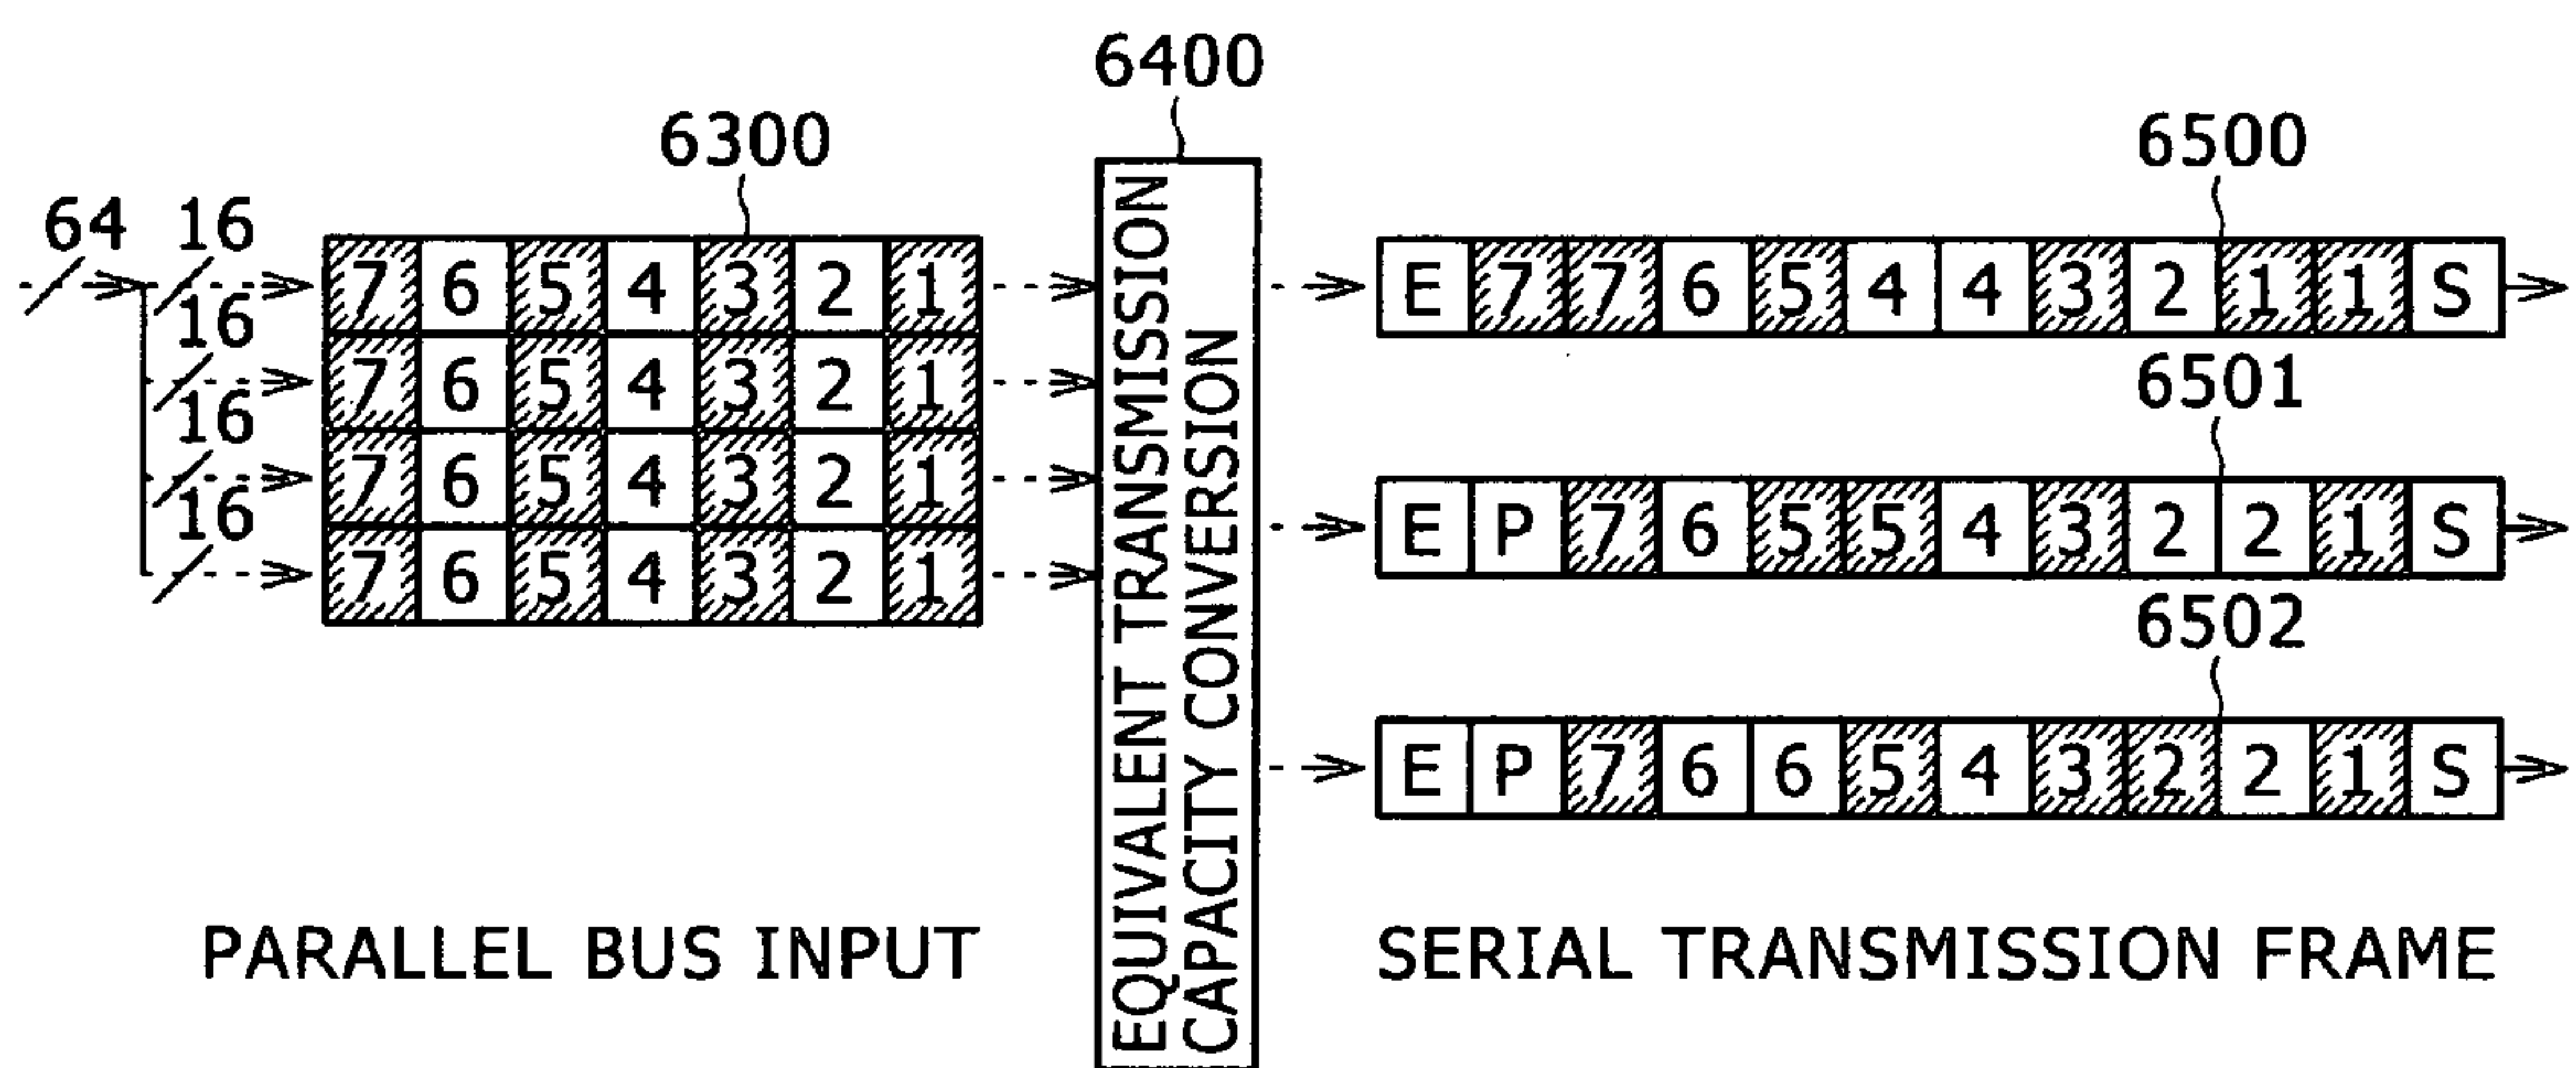 6400
6300
6500
64 16
7 6 5 4 3 2 1
E 7 7 6 5 4 4 3 2 1 1 S
16
7 6 5 4 3 2 1
6501
16
7 6 5 4 3 2 1
E P 7 6 5 5 4 3 2 2 1 S
16
7 6 5 4 3 2 1
6502
E P 7 6 6 5 4 3 2 2 1 S
EQUIVALENT TRANSMISSION
CAPACITY CONVERSION
PARALLEL BUS INPUT
SERIAL TRANSMISSION FRAME